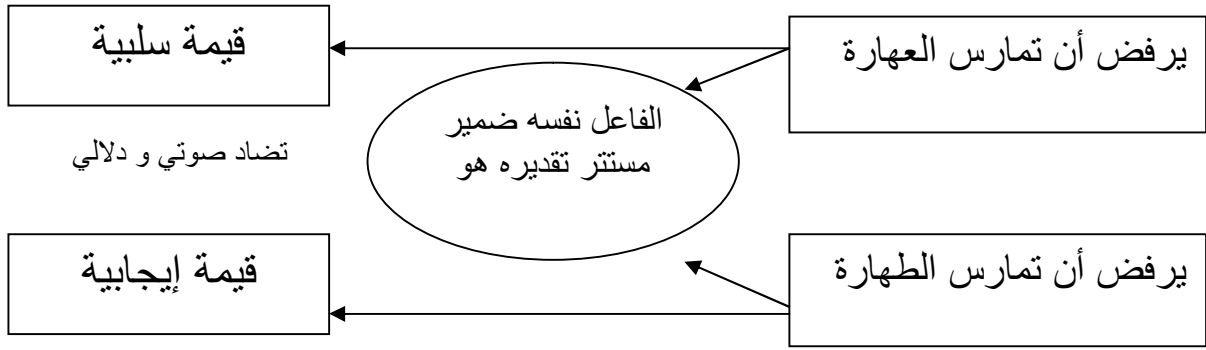 يرفض أن تمارس العهارة
قيمة سلبية
الفاعل نفسه ضمير
مستتر تقديره هو
تضاد صوتي و دلالي
يرفض أن تمارس الطهارة
قيمة إيجابية